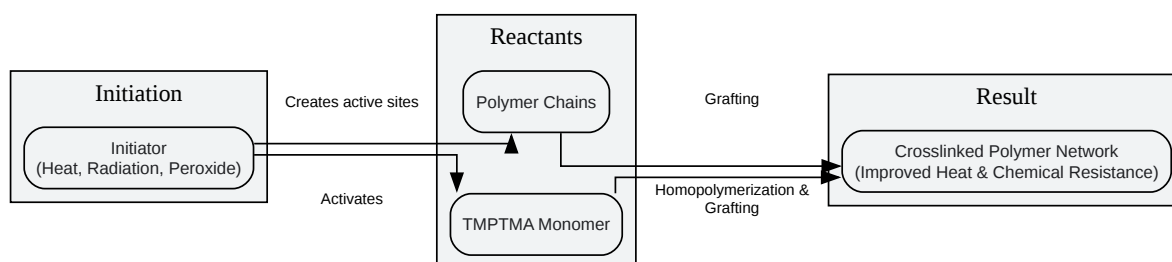 Initiation
Initiator
(Heat, Radiation, Peroxide)
Creates active sites
Activates
Reactants
Polymer Chains
TMPTMA Monomer
Grafting
Homopolymerization &
Grafting
Result
Crosslinked Polymer Network
(Improved Heat & Chemical Resistance)